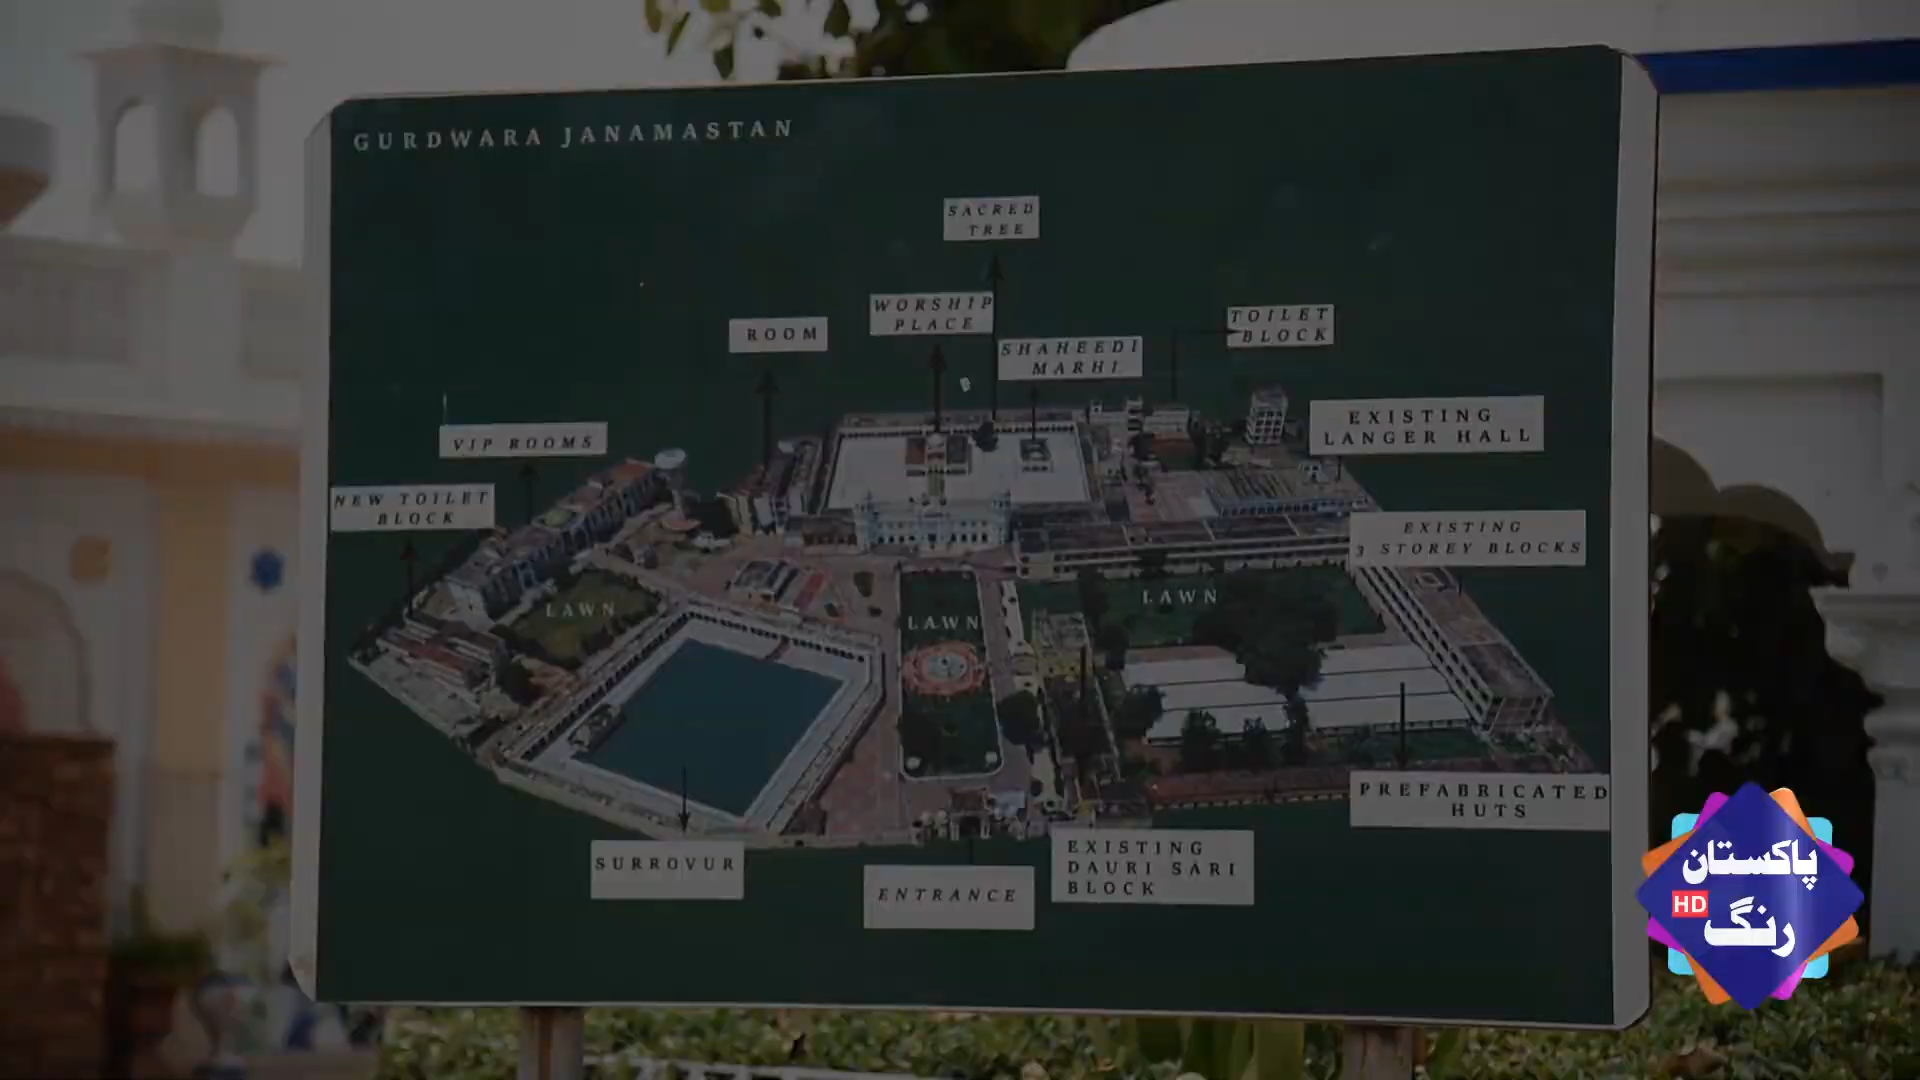 GURDWARA JANAMASTAN
SACRED
TREE
WORSHIP
PLACE
ROOM
TOILET
BLOCK
SHAHEEDI
MARHI
EXISTING
LANGER HALL
VIP ROOMS
NEW TOILET
BLOCK
EXISTING
3 STOREY BLOCKS
LAWN
LAWN
LAWN
PREFABRICATED
HUTS
SURROVUR
ENTRANCE
EXISTING
DAURI SARI
BLOCK
پاکستان
HD
رنگ